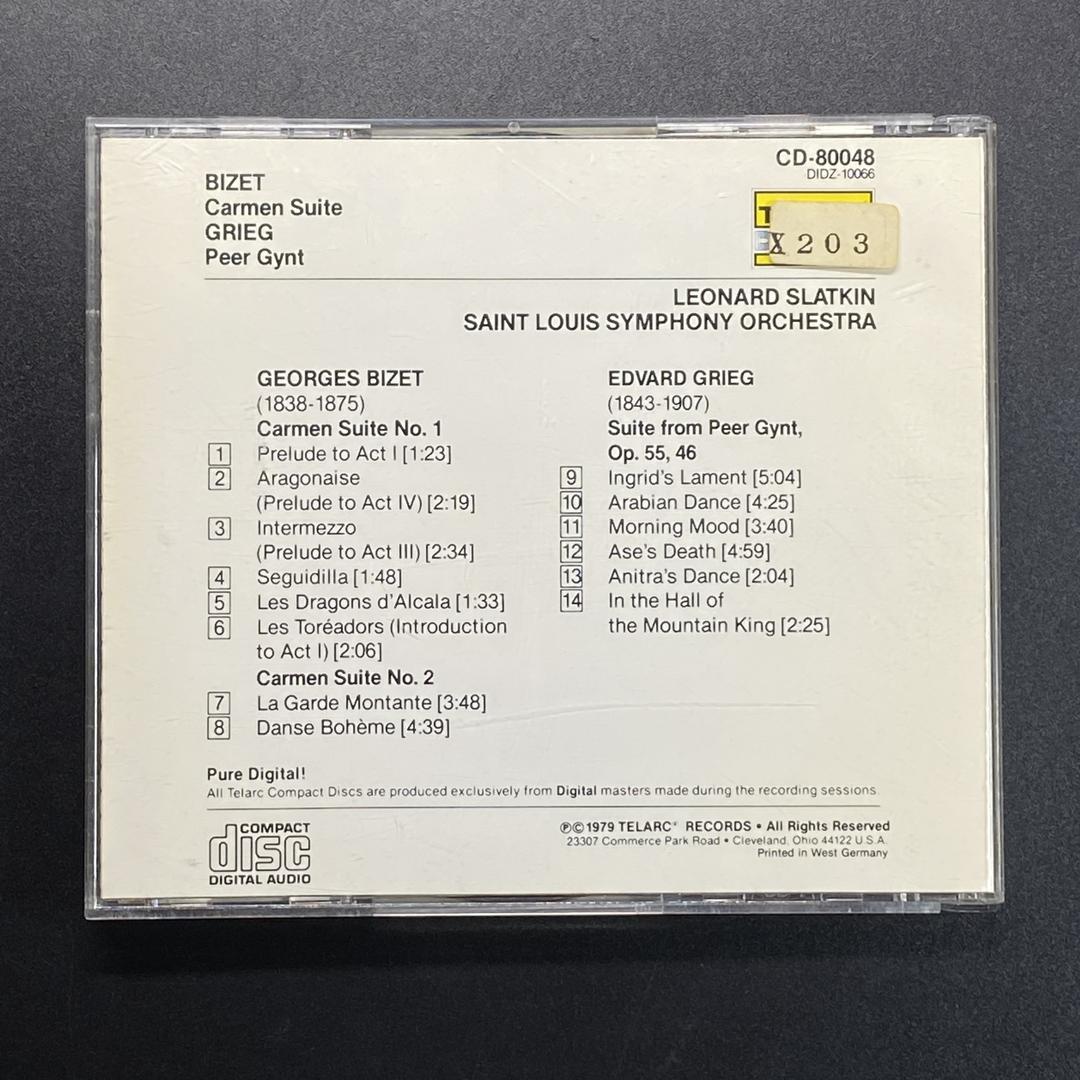 BIZET
Carmen Suite
GRIEG
Peer Gynt
CD-80048
DIDZ-10066
X203
LEONARD SLATKIN
SAINT LOUIS SYMPHONY ORCHESTRA
GEORGES BIZET
(1838-1875)
Carmen Suite No. 1
1 Prelude to Act I [1:23]
2 Aragonaise
(Prelude to Act IV) [2:19]
3 Intermezzo
(Prelude to Act III) [2:34]
4 Seguidilla [1:48]
5 Les Dragons d'Alcala [1:33]
6 Les Toréadors (Introduction
to Act I) [2:06]
Carmen Suite No. 2
7 La Garde Montante [3:48]
8 Danse Bohème [4:39]
EDVARD GRIEG
(1843-1907)
Suite from Peer Gynt,
Op. 55, 46
9 Ingrid's Lament [5:04]
10 Arabian Dance [4:25]
11 Morning Mood [3:40]
12 Ase's Death [4:59]
13 Anitra's Dance [2:04]
14 In the Hall of
the Mountain King [2:25]
Pure Digital!
All Telarc Compact Discs are produced exclusively from Digital masters made during the recording sessions.
COMPACT
disc
DIGITAL AUDIO
℗©1979 TELARC® RECORDS • All Rights Reserved
23307 Commerce Park Road • Cleveland, Ohio 44122 U.S.A.
Printed in West Germany